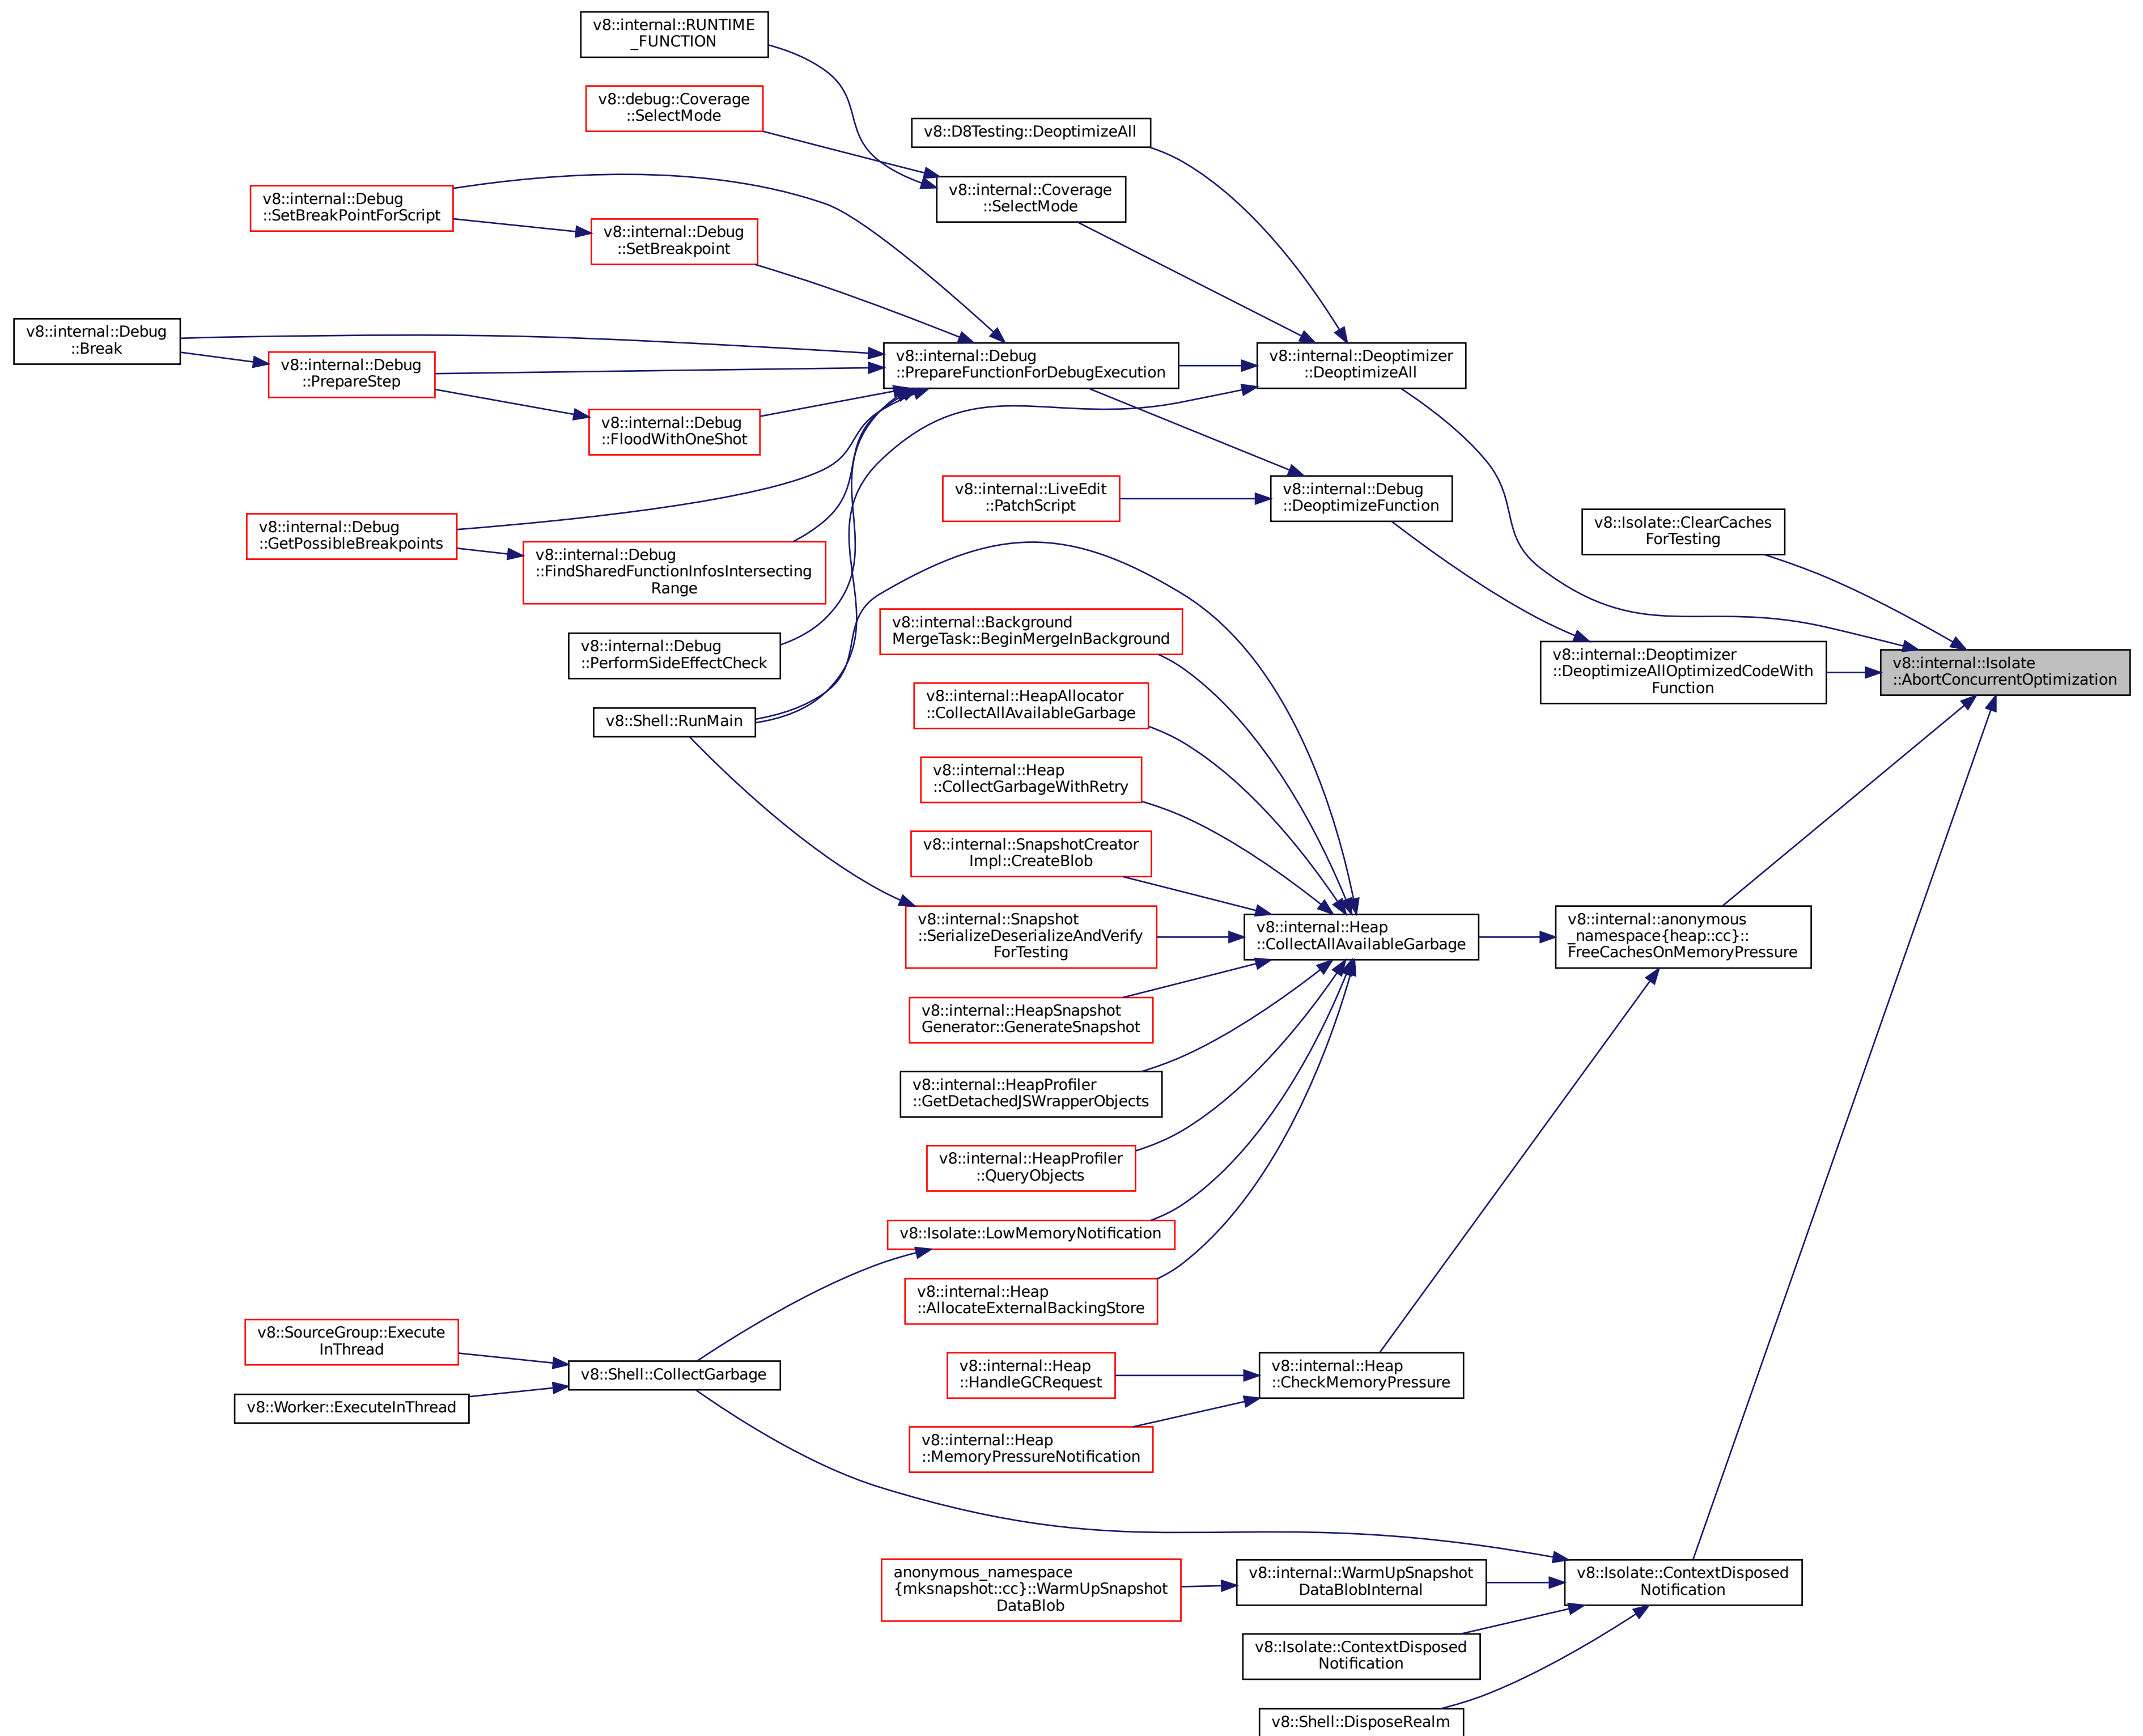 v8::internal::RUNTIME
_FUNCTION
v8::debug::Coverage
::SelectMode
v8::D8Testing::DeoptimizeAll
v8::internal::Coverage
::SelectMode
v8::internal::Debug
::SetBreakPointForScript
v8::internal::Debug
::SetBreakpoint
v8::internal::Debug
::Break
v8::internal::Debug
::PrepareStep
v8::internal::Debug
::PrepareFunctionForDebugExecution
v8::internal::Deoptimizer
::DeoptimizeAll
v8::internal::Debug
::FloodWithOneShot
v8::internal::LiveEdit
::PatchScript
v8::internal::Debug
::DeoptimizeFunction
v8::internal::Debug
::GetPossibleBreakpoints
v8::internal::Debug
::FindSharedFunctionInfosIntersecting
Range
v8::Isolate::ClearCaches
ForTesting
v8::internal::Background
MergeTask::BeginMergeInBackground
v8::internal::Debug
::PerformSideEffectCheck
v8::internal::Deoptimizer
::DeoptimizeAllOptimizedCodeWith
Function
v8::internal::Isolate
::AbortConcurrentOptimization
v8::Shell::RunMain
v8::internal::HeapAllocator
::CollectAllAvailableGarbage
v8::internal::Heap
::CollectGarbageWithRetry
v8::internal::SnapshotCreator
Impl::CreateBlob
v8::internal::Snapshot
::SerializeDeserializeAndVerify
ForTesting
v8::internal::Heap
::CollectAllAvailableGarbage
v8::internal::anonymous
_namespace{heap::cc}::
FreeCachesOnMemoryPressure
v8::internal::HeapSnapshot
Generator::GenerateSnapshot
v8::internal::HeapProfiler
::GetDetachedJSWrapperObjects
v8::internal::HeapProfiler
::QueryObjects
v8::Isolate::LowMemoryNotification
v8::internal::Heap
::AllocateExternalBackingStore
v8::SourceGroup::Execute
InThread
v8::Shell::CollectGarbage
v8::Worker::ExecuteInThread
v8::internal::Heap
::HandleGCRequest
v8::internal::Heap
::CheckMemoryPressure
v8::internal::Heap
::MemoryPressureNotification
anonymous_namespace
{mksnapshot::cc}::WarmUpSnapshot
DataBlob
v8::internal::WarmUpSnapshot
DataBlobInternal
v8::Isolate::ContextDisposed
Notification
v8::Isolate::ContextDisposed
Notification
v8::Shell::DisposeRealm